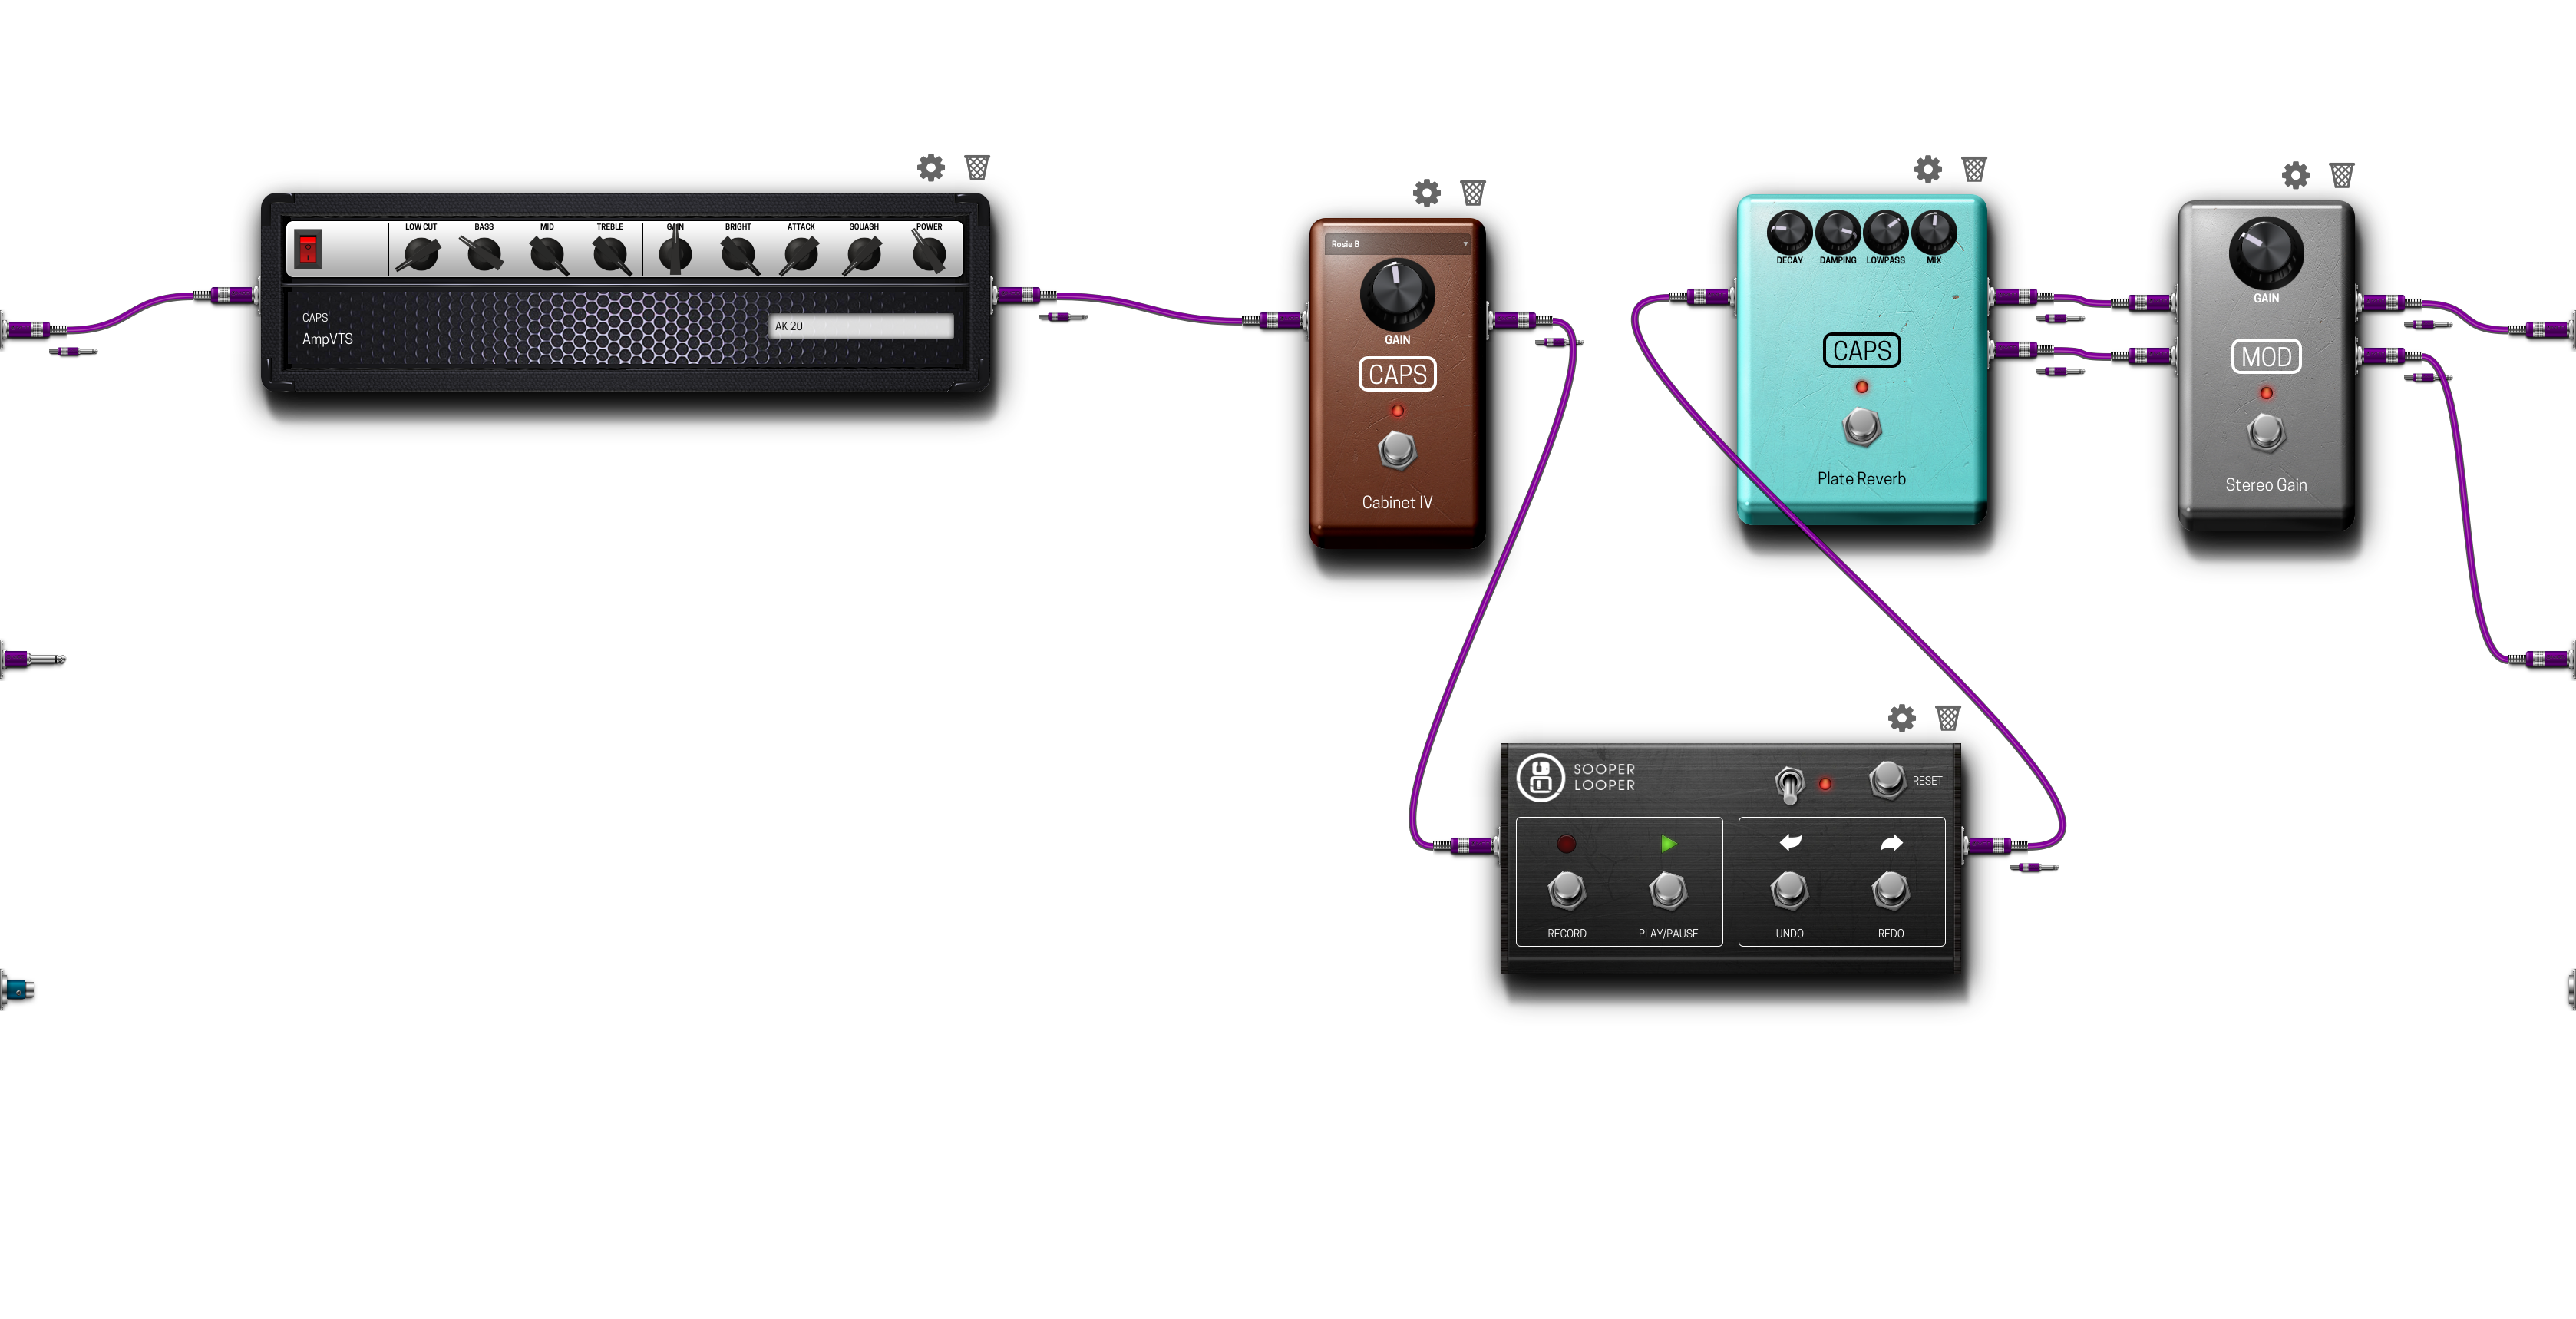 LOW CUT BASS MID TREBLE GAIN BRIGHT ATTACK SQUASH POWER
CAPS
AmpVTS
AK 20
Rosie B
GAIN
CAPS
Cabinet IV
DECAY DAMPING LOWPASS MIX
CAPS
Plate Reverb
GAIN
MOD
Stereo Gain
SOOPER
LOOPER
RESET
RECORD PLAY/PAUSE UNDO REDO